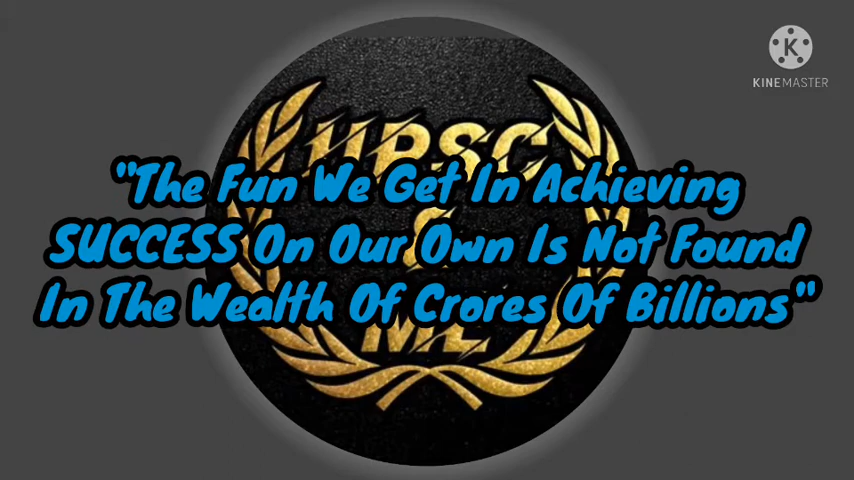 KINEMASTER
"The Fun We Get In Achieving
SUCCESS On Our Own Is Not Found
In The Wealth Of Crores Of Billions"